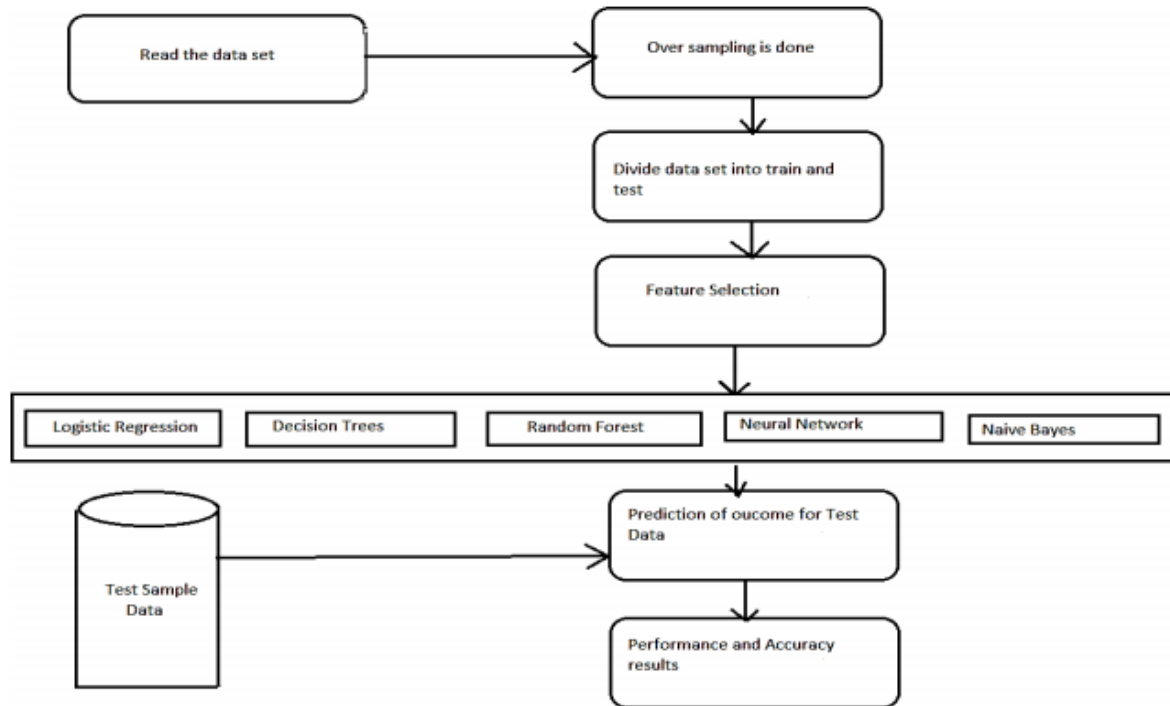 Read the data set
Over sampling is done
Divide data set into train and
test
Feature Selection
Logistic Regression
Decision Trees
Random Forest
Neural Network
Naive Bayes
Test Sample
Data
Prediction of oucome for Test
Data
Performance and Accuracy
results